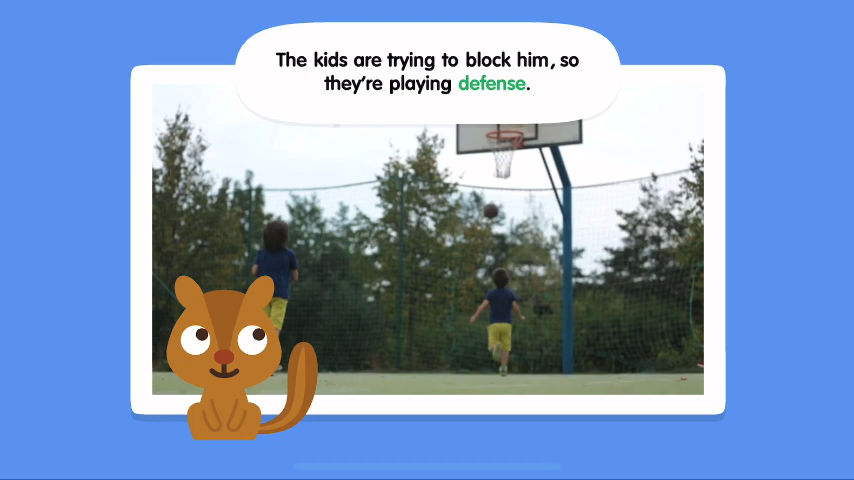 The kids are trying to block him, so
they're playing defense.